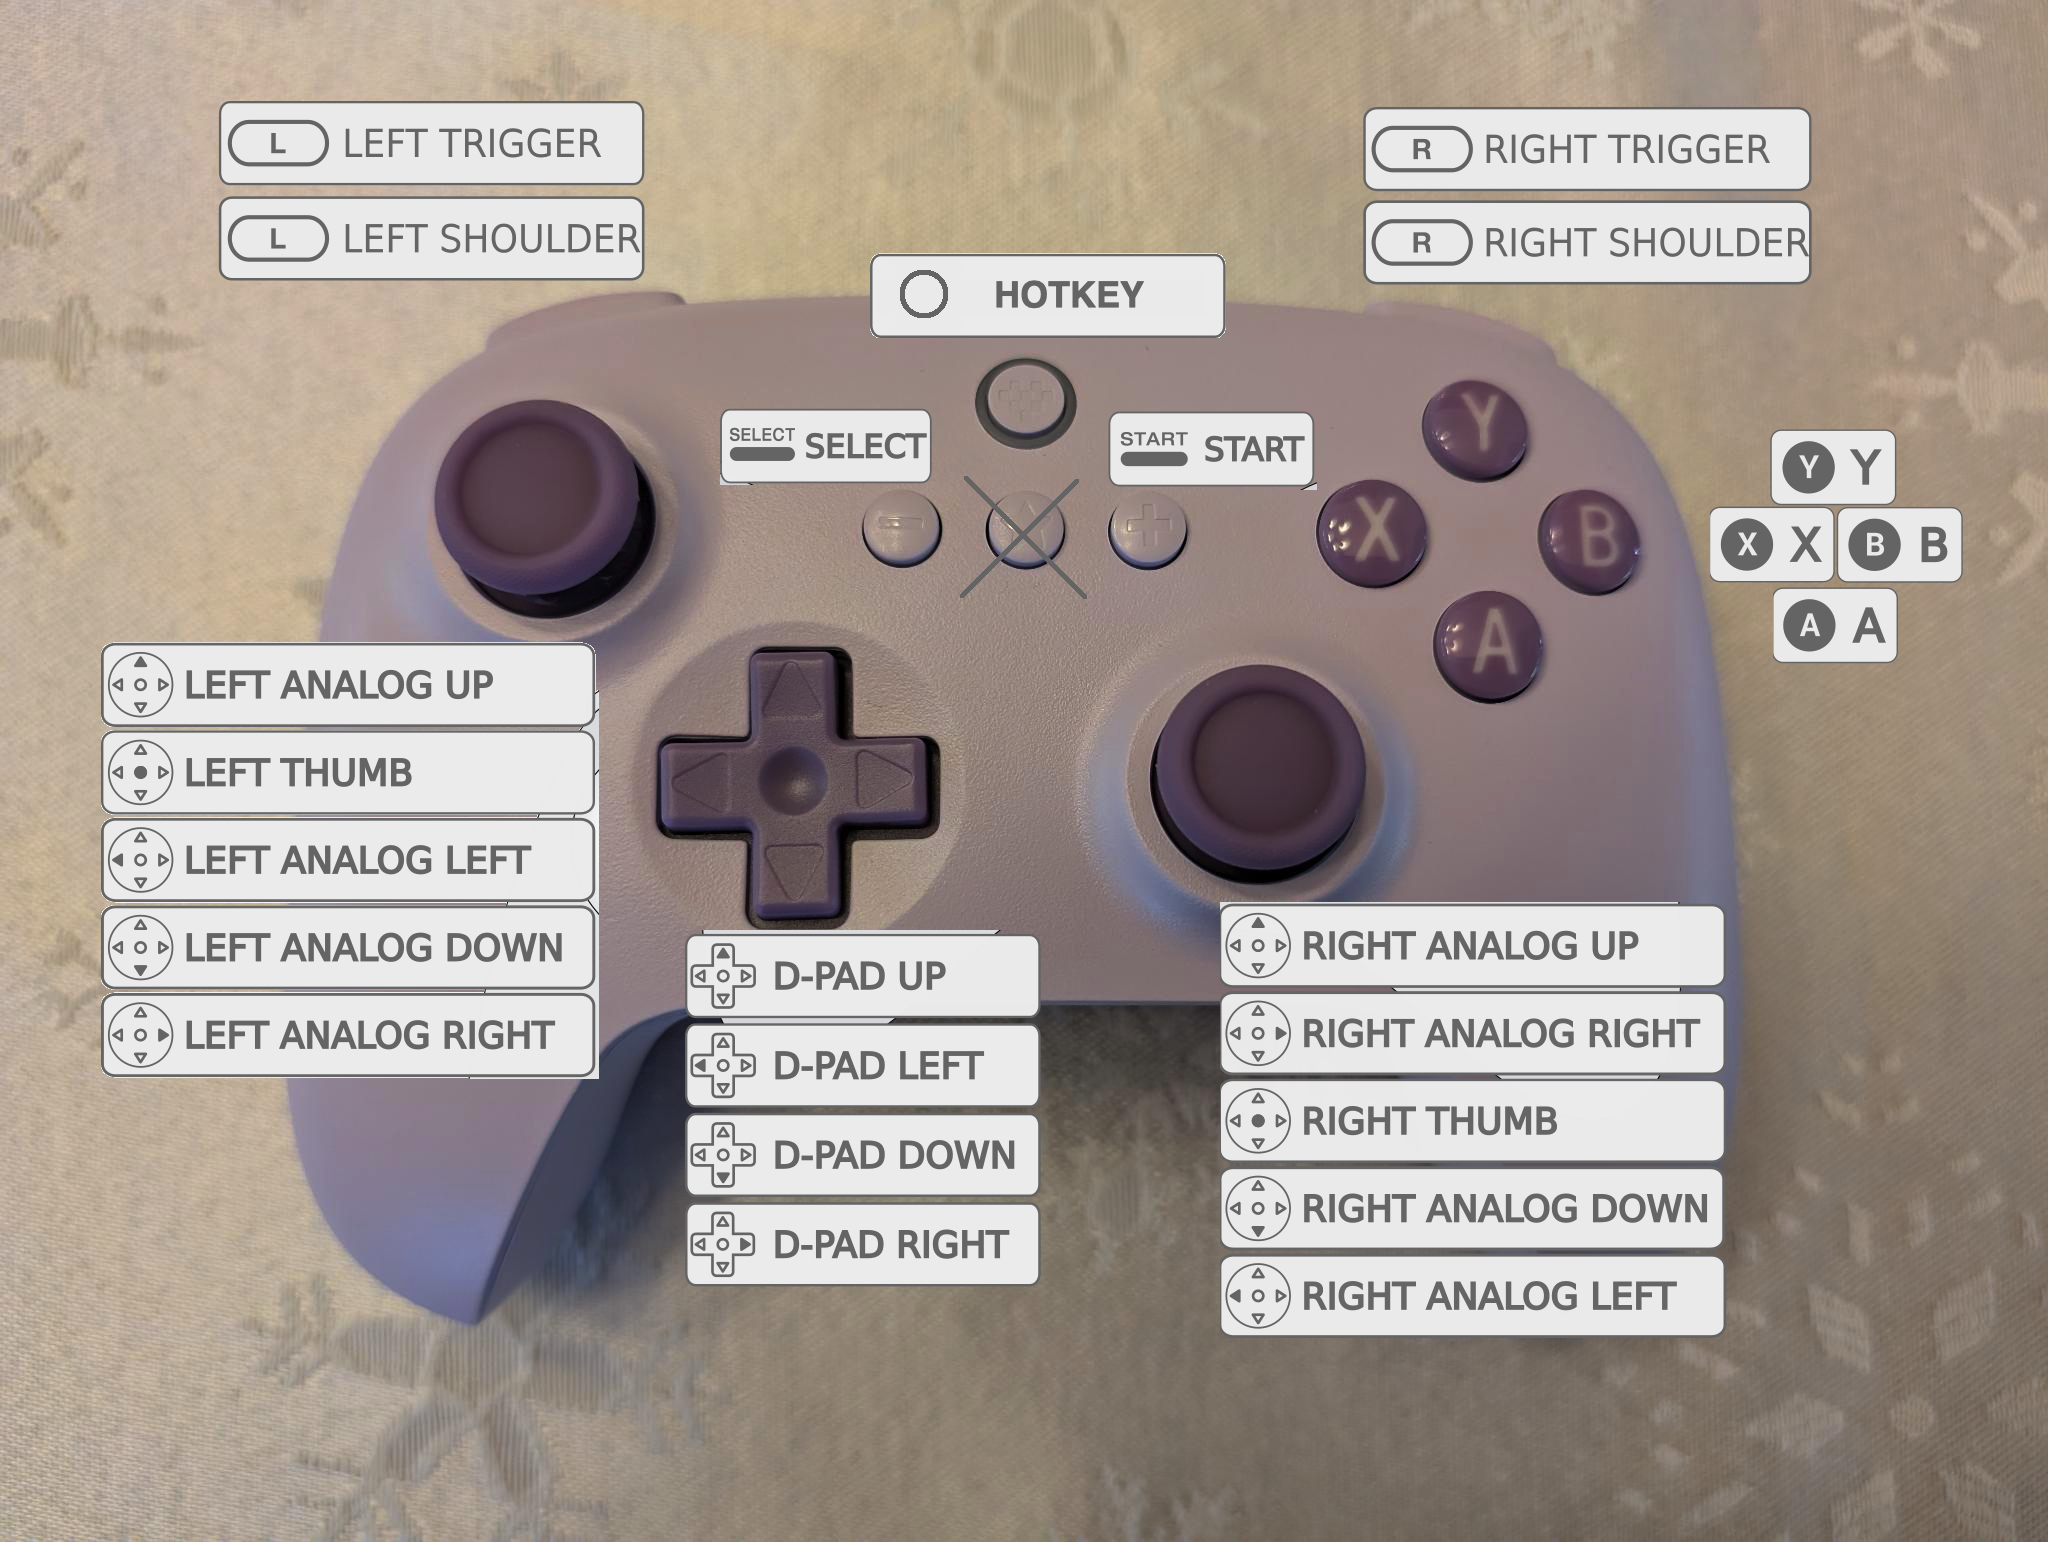 L LEFT TRIGGER
R RIGHT TRIGGER
L LEFT SHOULDER
R RIGHT SHOULDER
HOTKEY
SELECT SELECT
START START
Y
X
B
A
Y Y
X X
B B
A A
LEFT ANALOG UP
LEFT THUMB
LEFT ANALOG LEFT
LEFT ANALOG DOWN
LEFT ANALOG RIGHT
D-PAD UP
D-PAD LEFT
D-PAD DOWN
D-PAD RIGHT
RIGHT ANALOG UP
RIGHT ANALOG RIGHT
RIGHT THUMB
RIGHT ANALOG DOWN
RIGHT ANALOG LEFT